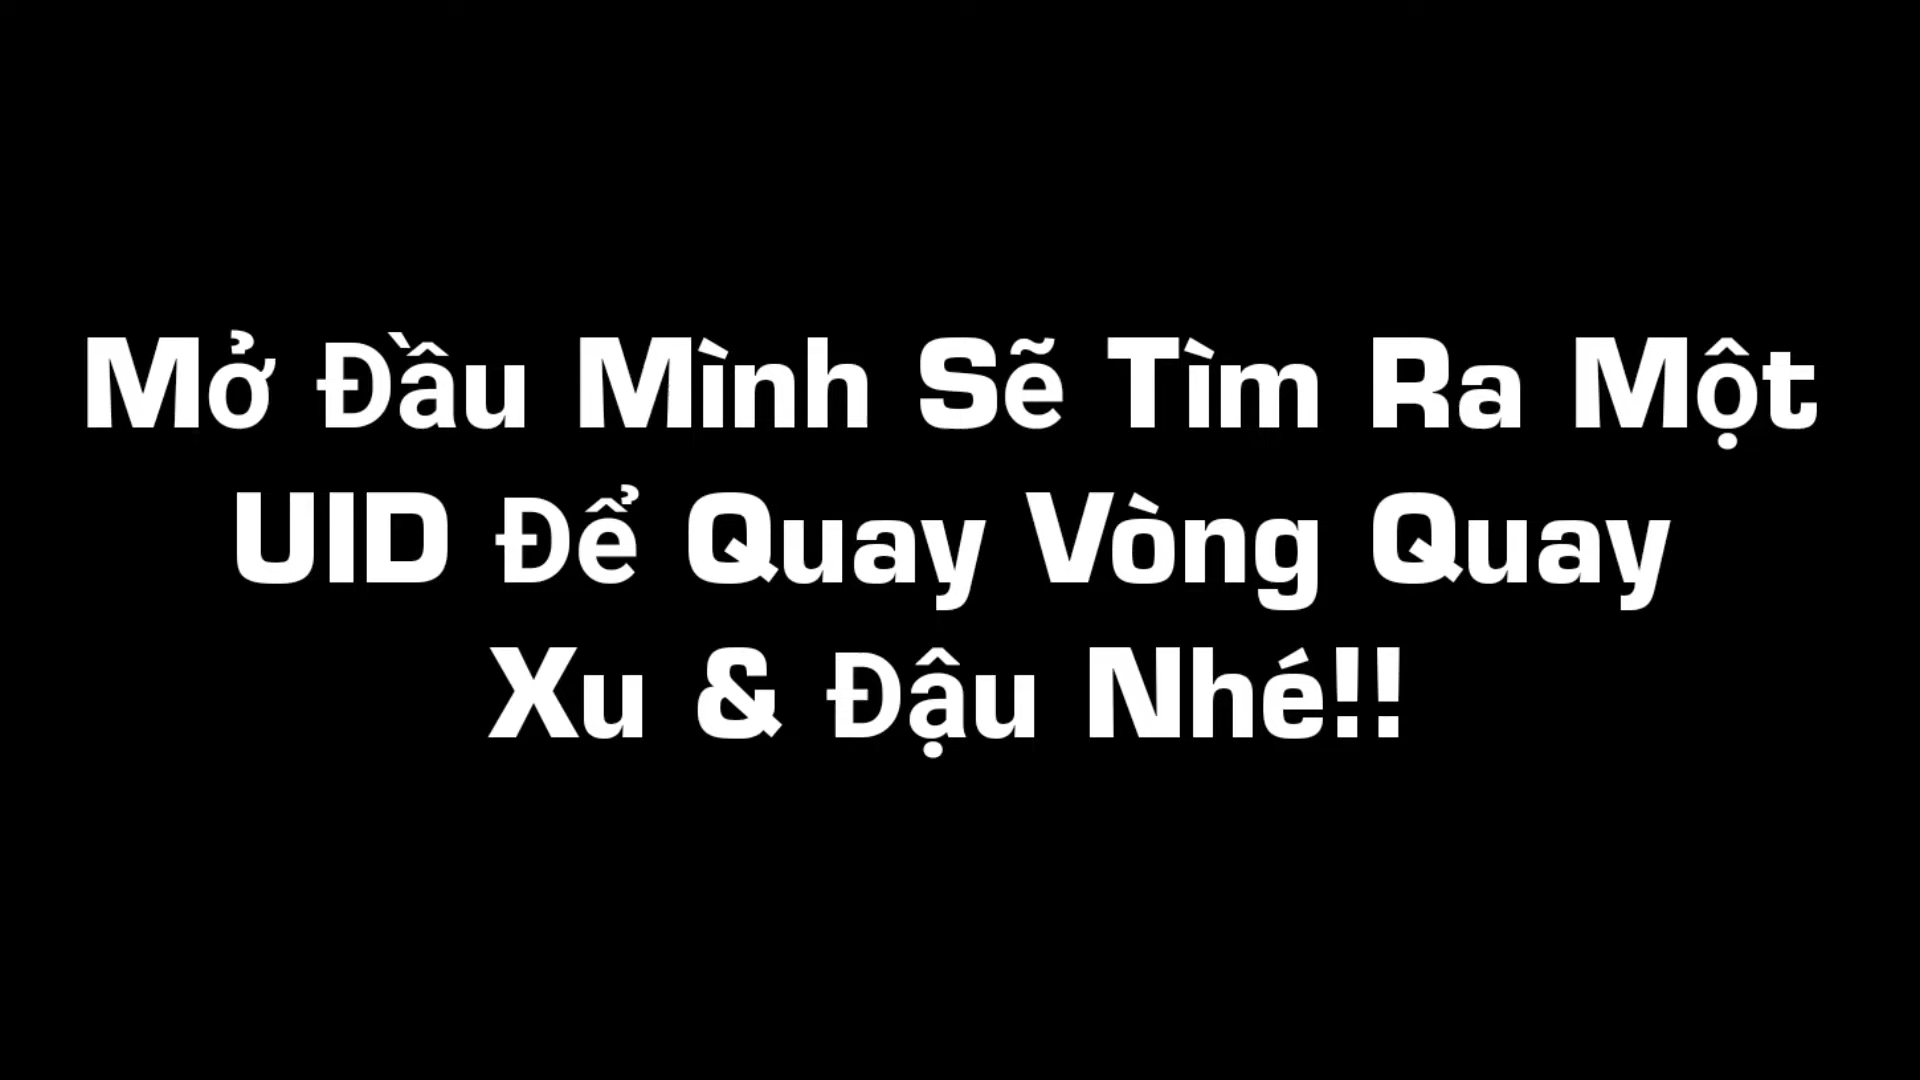 Mở Đầu Mình Sẽ Tìm Ra Một
UID Để Quay Vòng Quay
Xu & Đậu Nhé!!